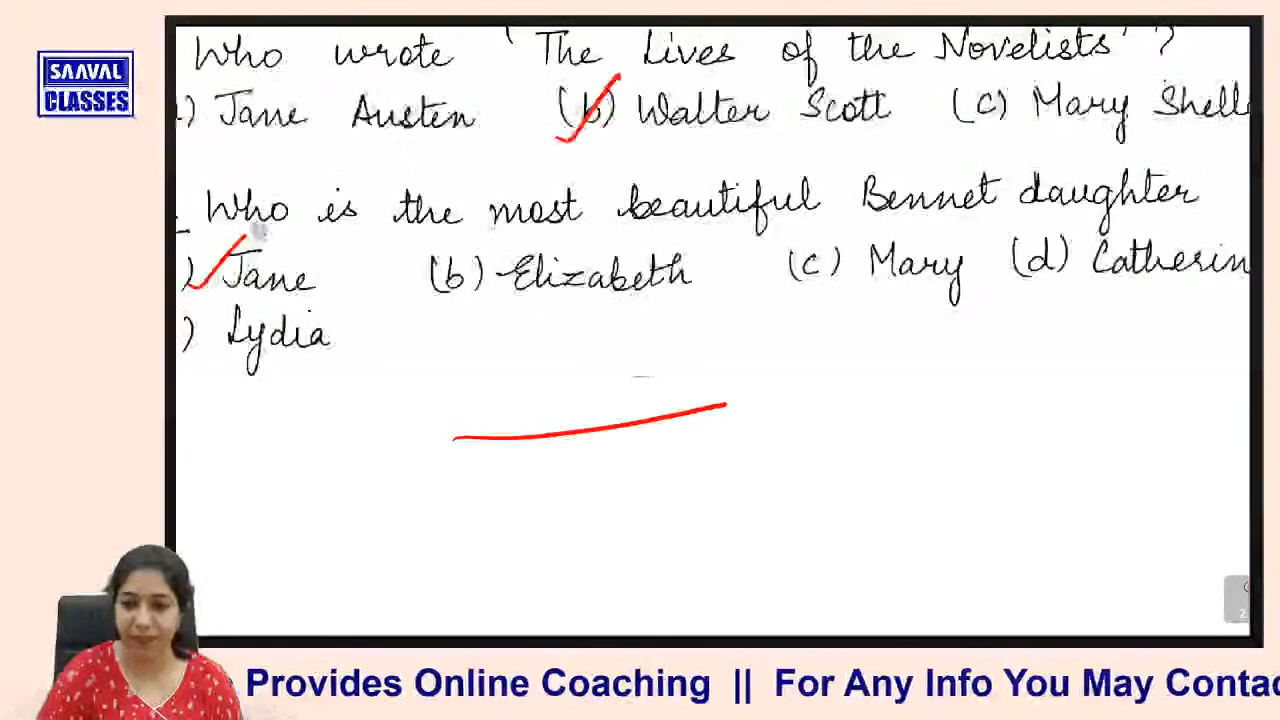 SAAVAL
CLASSES
Who wrote 'The Lives of the Novelists' ?
) Jane Austen (b) Walter Scott (c) Mary Shell
Who is the most beautiful Bennet daughter
) Jane (b) Elizabeth (c) Mary (d) Catherin
) Lydia
Provides Online Coaching || For Any Info You May Contac